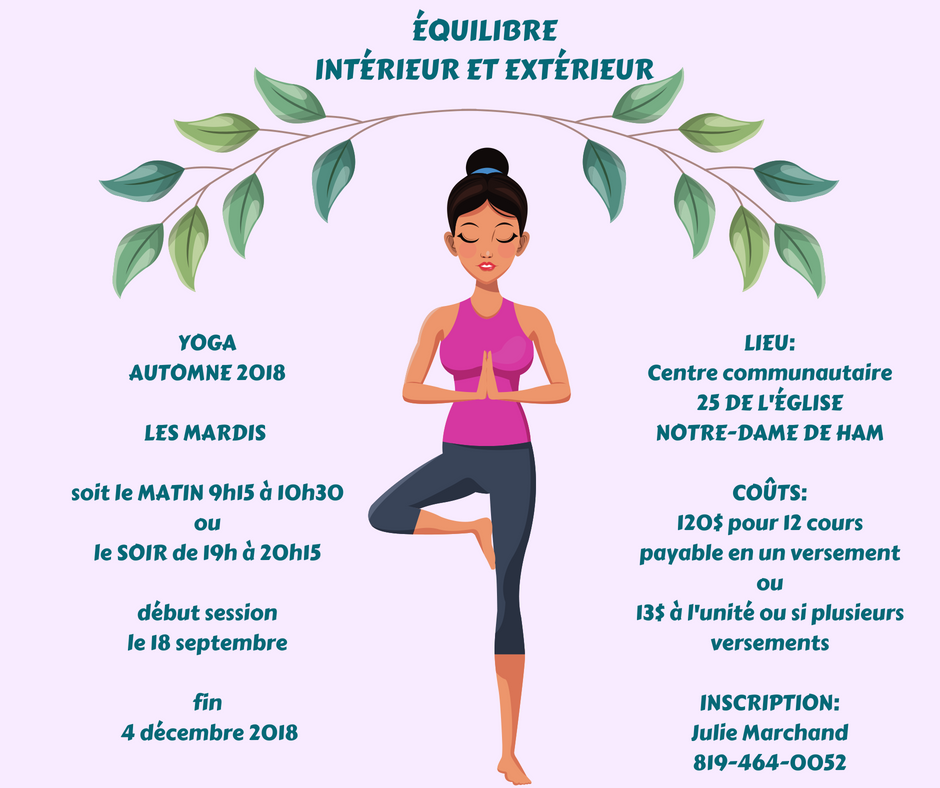 ÉQUILIBRE
INTÉRIEUR ET EXTÉRIEUR
YOGA
AUTOMNE 2018
LES MARDIS
soit le MATIN 9h15 à 10h30
ou
le SOIR de 19h à 20h15
début session
le 18 septembre
fin
4 décembre 2018
LIEU:
Centre communautaire
25 DE L'ÉGLISE
NOTRE-DAME DE HAM
COÛTS:
120$ pour 12 cours
payable en un versement
ou
13$ à l'unité ou si plusieurs
versements
INSCRIPTION:
Julie Marchand
819-464-0052